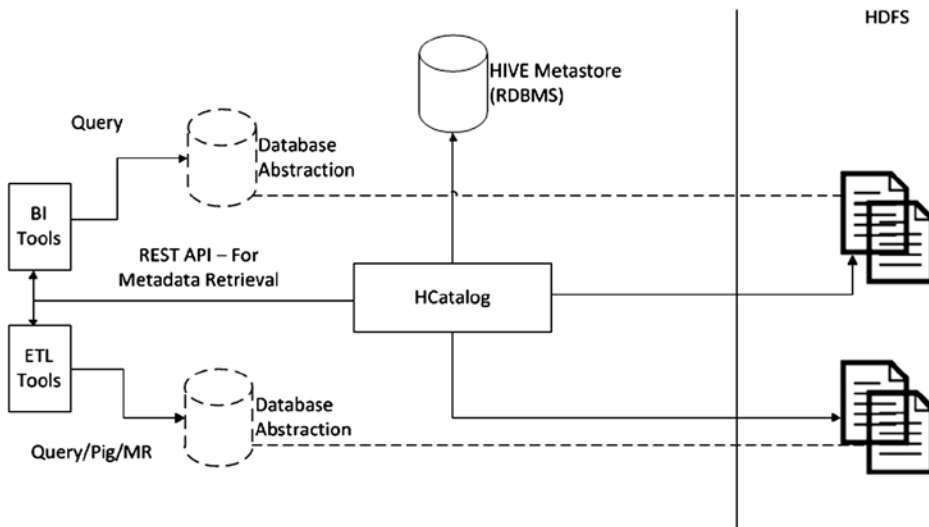 HDFS
HIVE Metastore
(RDBMS)
Query
Database
Abstraction
BI
Tools
REST API – For
Metadata Retrieval
HCatalog
ETL
Tools
Database
Abstraction
Query/Pig/MR